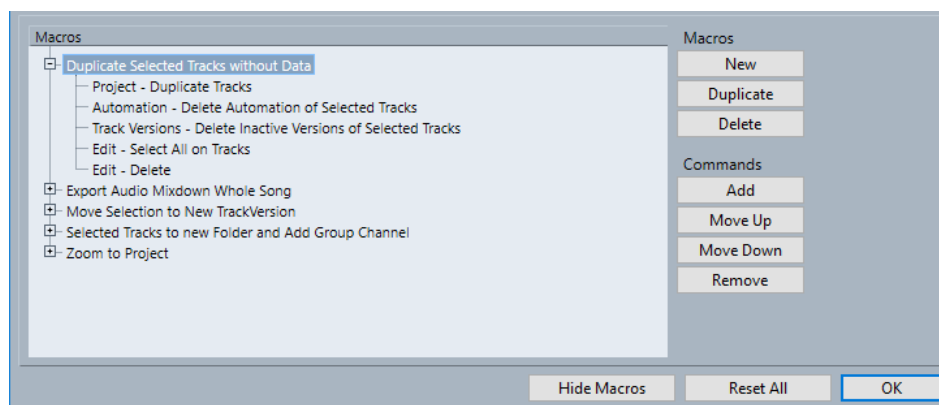 Macros
Duplicate Selected Tracks without Data
Project - Duplicate Tracks
Automation - Delete Automation of Selected Tracks
Track Versions - Delete Inactive Versions of Selected Tracks
Edit - Select All on Tracks
Edit - Delete
Export Audio Mixdown Whole Song
Move Selection to New TrackVersion
Selected Tracks to new Folder and Add Group Channel
Zoom to Project
Macros
New
Duplicate
Delete
Commands
Add
Move Up
Move Down
Remove
Hide Macros
Reset All
OK